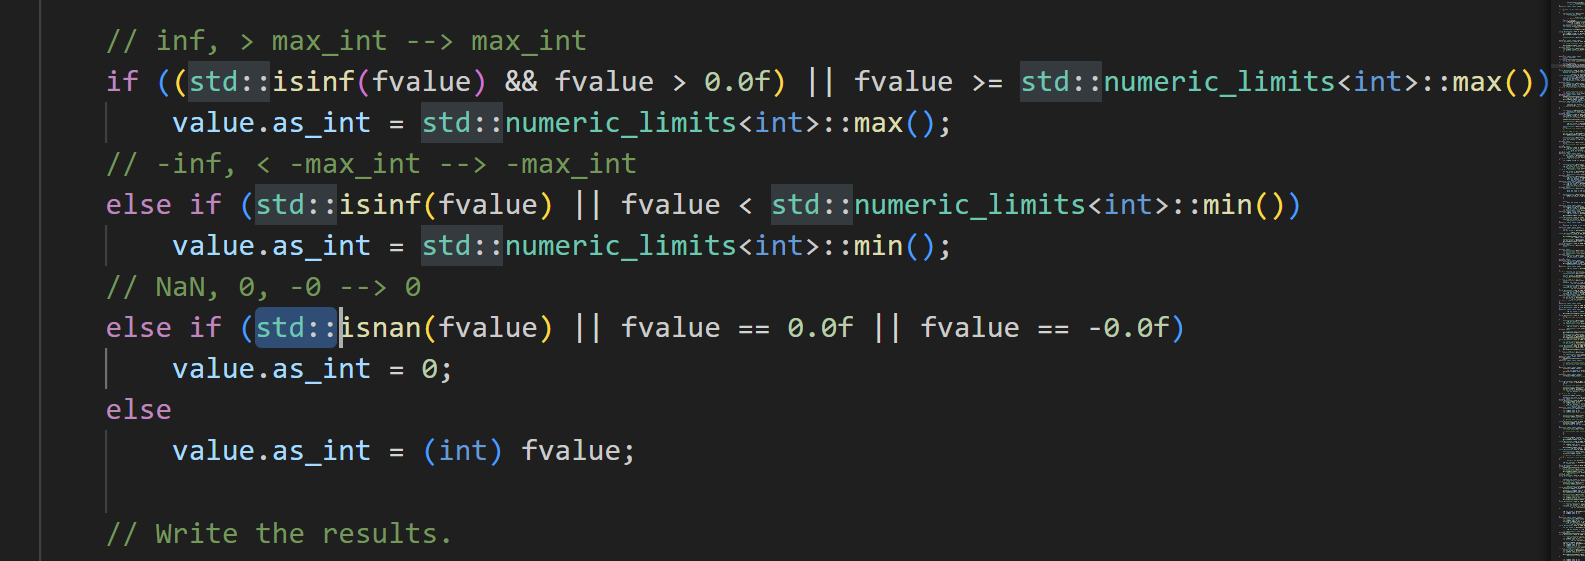 // inf, > max_int --> max_int
if ((std::isinf(fvalue) && fvalue > 0.0f) || fvalue >= std::numeric_limits<int>::max())
value.as_int = std::numeric_limits<int>::max();
// -inf, < -max_int --> -max_int
else if (std::isinf(fvalue) || fvalue < std::numeric_limits<int>::min())
value.as_int = std::numeric_limits<int>::min();
// NaN, 0, -0 --> 0
else if (std::isnan(fvalue) || fvalue == 0.0f || fvalue == -0.0f)
value.as_int = 0;
else
value.as_int = (int) fvalue;
// Write the results.